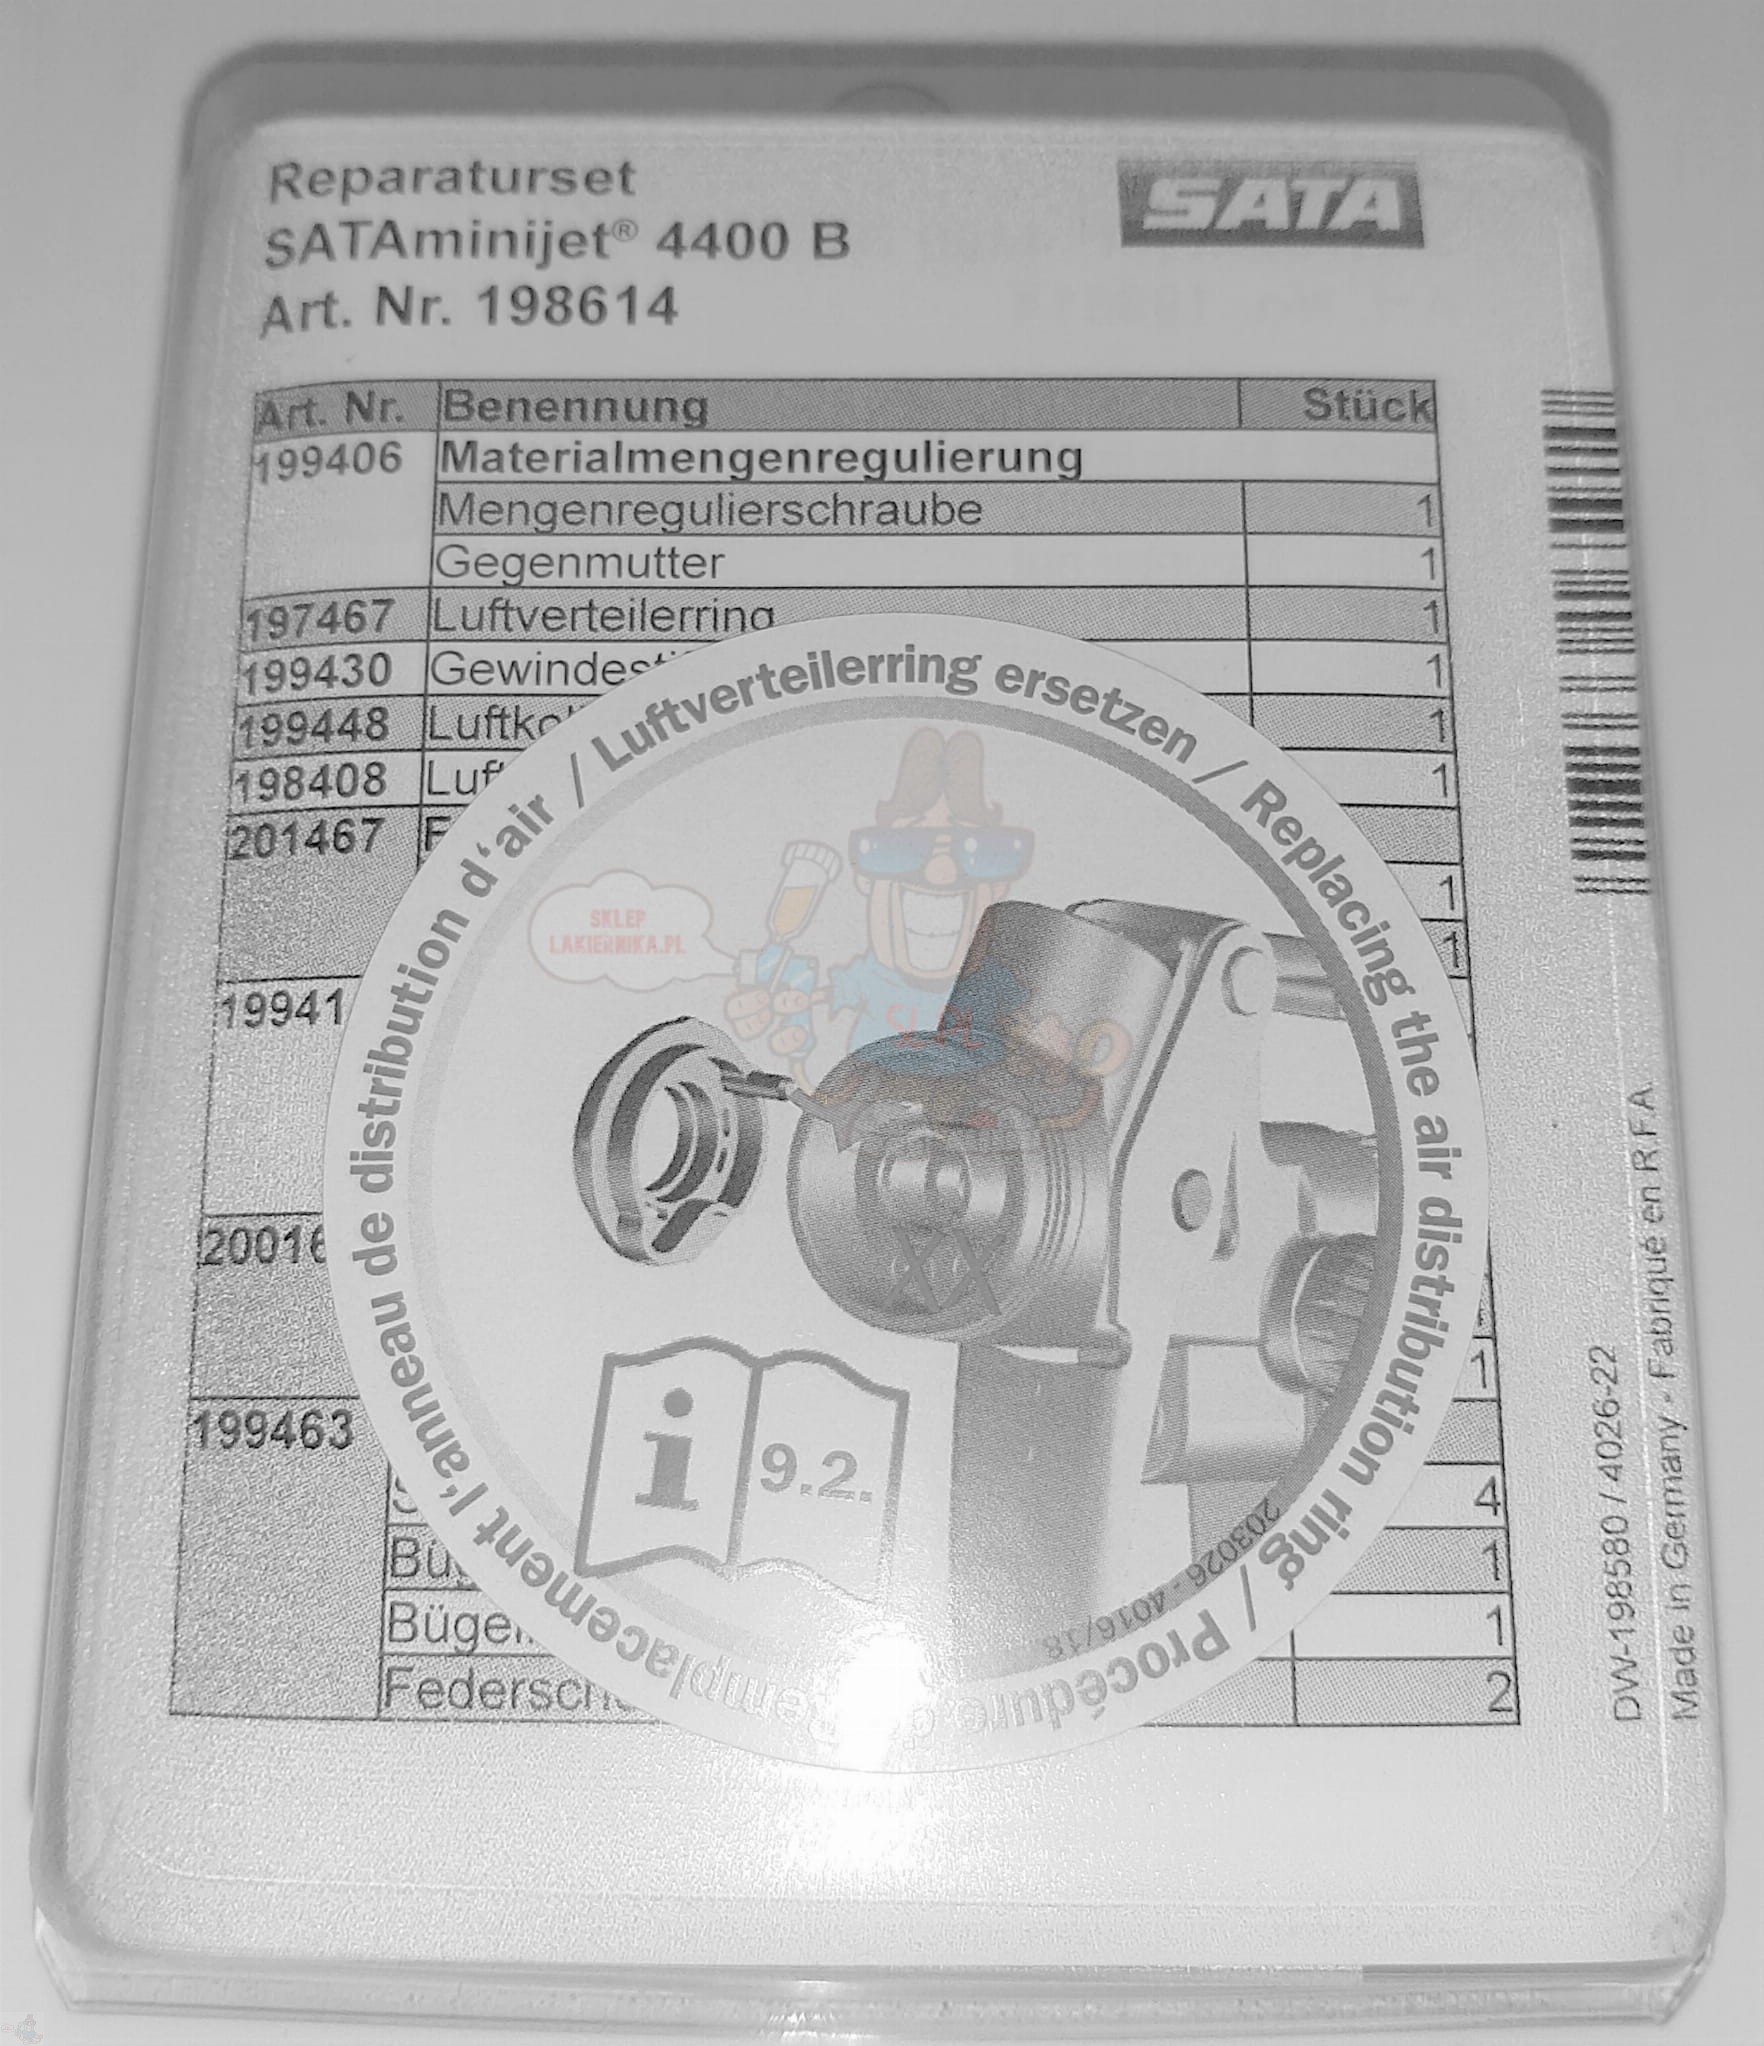 Reparaturset
SATAminijet® 4400 B
Art. Nr. 198614
SATA
Art. Nr. Benennung Stück
199406 Materialmengenregulierung
Mengenregulierschraube 1
Gegenmutter 1
197467 Luftverteilerring 1
199430 1
199448 1
198408 1
201467
1
1
1
199463
4
1
1
2
Luftverteilerring ersetzen / Replacing the air distribution ring / Procédure
l'anneau de distribution d'air /
SKLEP
LAKIERNIKA.PL
SLPL
XX
i 9.2.
203026 - 4016/18
DW-198580 / 4026-22
Made in Germany - Fabriqué en R.F.A.